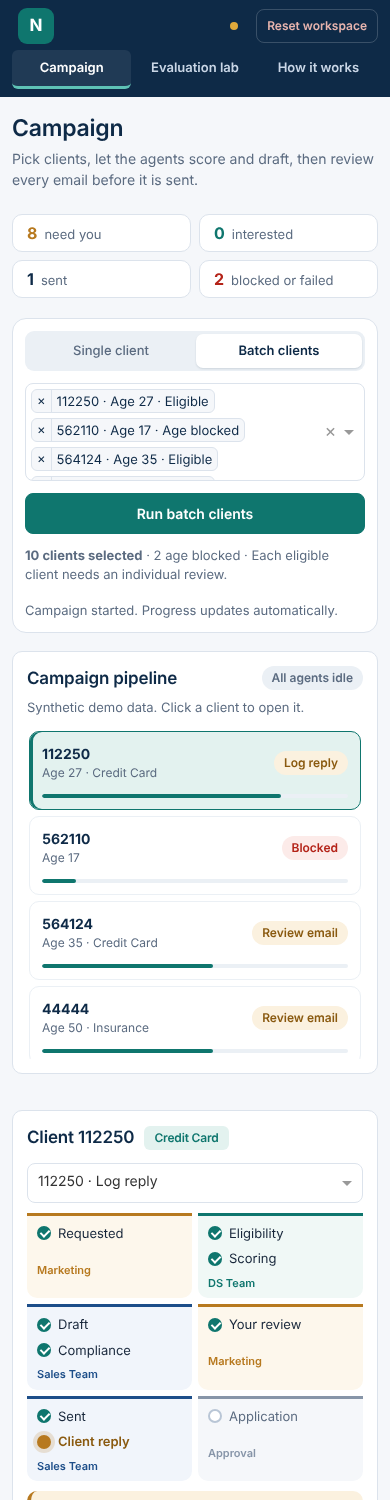 N
Reset workspace
Campaign
Evaluation lab
How it works
Campaign
Pick clients, let the agents score and draft, then review
every email before it is sent.
8 need you
0 interested
1 sent
2 blocked or failed
Single client
Batch clients
× 112250 · Age 27 · Eligible
× 562110 · Age 17 · Age blocked
× 564124 · Age 35 · Eligible
Run batch clients
10 clients selected · 2 age blocked · Each eligible
client needs an individual review.
Campaign started. Progress updates automatically.
Campaign pipeline
All agents idle
Synthetic demo data. Click a client to open it.
112250
Age 27 · Credit Card
Log reply
562110
Age 17
Blocked
564124
Age 35 · Credit Card
Review email
44444
Age 50 · Insurance
Review email
Client 112250
Credit Card
112250 · Log reply
Requested
Marketing
Eligibility
Scoring
DS Team
Draft
Compliance
Sales Team
Your review
Marketing
Sent
Client reply
Sales Team
Application
Approval